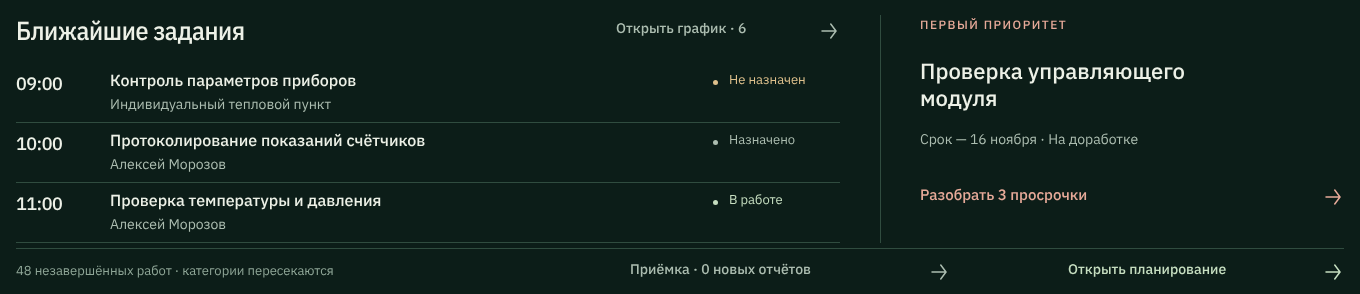 Ближайшие задания
Открыть график · 6 →
09:00 Контроль параметров приборов • Не назначен
Индивидуальный тепловой пункт
10:00 Протоколирование показаний счётчиков • Назначено
Алексей Морозов
11:00 Проверка температуры и давления • В работе
Алексей Морозов
ПЕРВЫЙ ПРИОРИТЕТ
Проверка управляющего
модуля
Срок — 16 ноября · На доработке
Разобрать 3 просрочки →
48 незавершённых работ · категории пересекаются
Приёмка · 0 новых отчётов →
Открыть планирование →